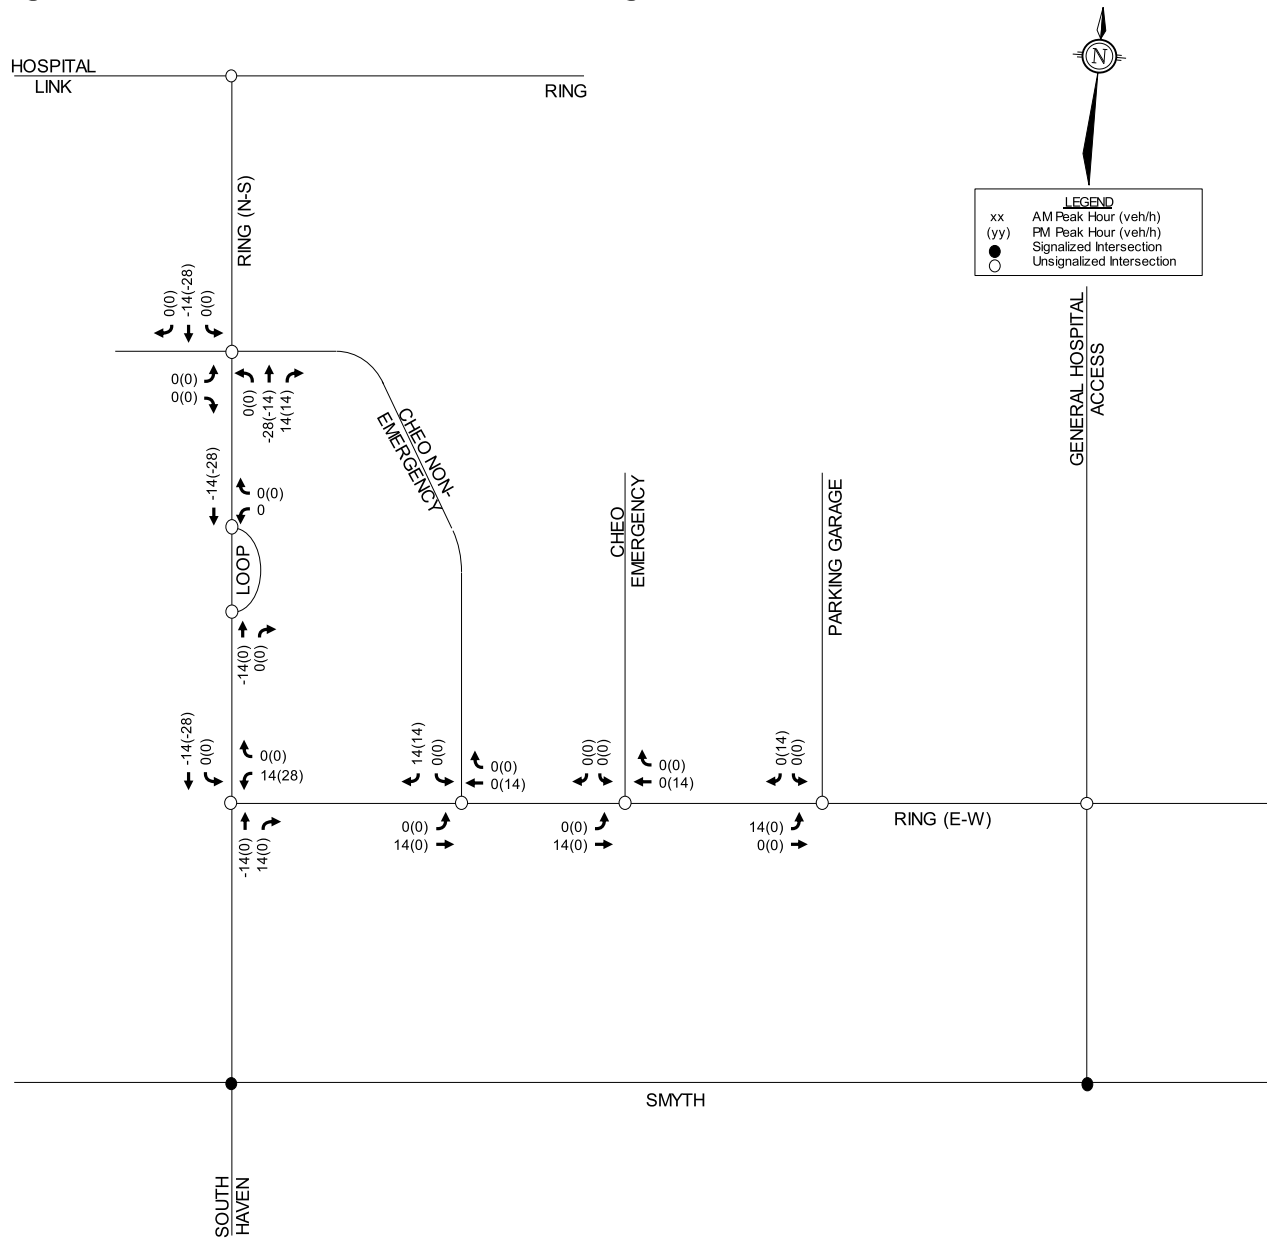 HOSPITAL
LINK
RING
N
LEGEND
xx AM Peak Hour (veh/h)
(yy) PM Peak Hour (veh/h)
Signalized Intersection
Unsignalized Intersection
RING (N-S)
0(0)
-14(-28)
0(0)
0(0)
0(0)
0(0)
-28(-14)
14(14)
CHEO NON-
EMERGENCY
GENERAL HOSPITAL
ACCESS
-14(-28)
0(0)
0
LOOP
-14(0)
0(0)
CHEO
EMERGENCY
PARKING GARAGE
-14(-28)
0(0)
0(0)
14(28)
14(14)
0(0)
0(0)
0(14)
0(0)
0(0)
0(0)
0(14)
0(14)
0(0)
-14(0)
14(0)
0(0)
14(0)
0(0)
14(0)
14(0)
0(0)
RING (E-W)
SMYTH
SOUTH
HAVEN